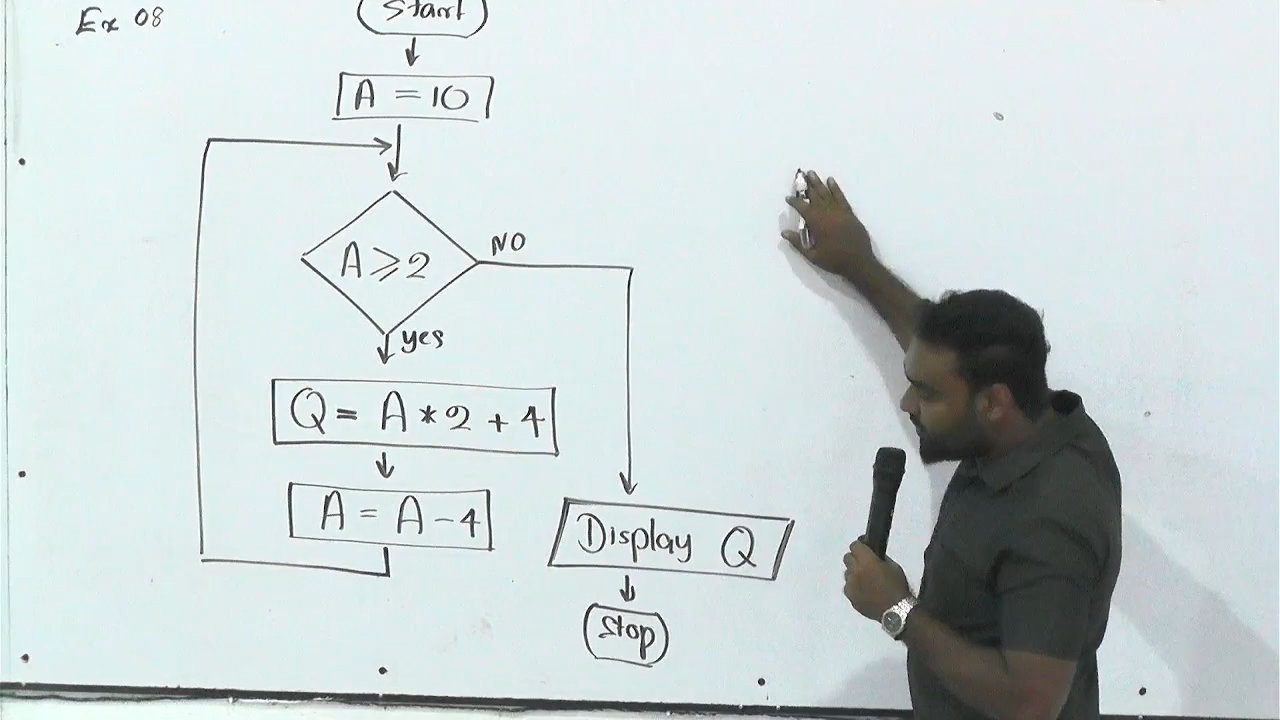 Ex 08
Start
A = 10
A ⩾ 2
NO
yes
Q = A * 2 + 4
A = A - 4
Display Q
Stop